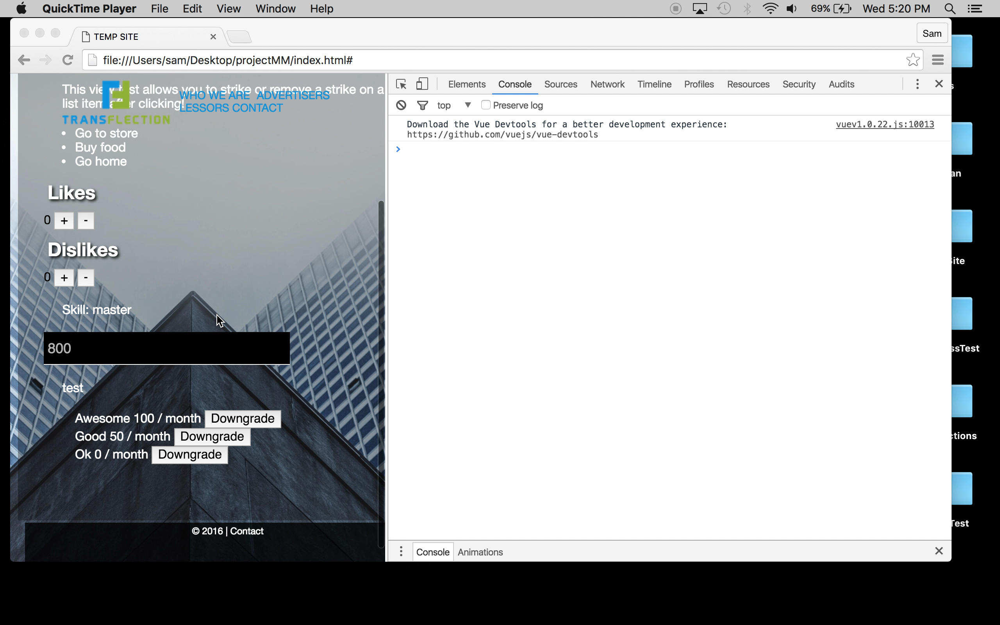 QuickTime Player File Edit View Window Help 69% Wed 5:20 PM
TEMP SITE Sam
file:///Users/sam/Desktop/projectMM/index.html#
This view test allows you to strike or remove a strike on a
list item after clicking!
WHO WE ARE ADVERTISERS
LESSORS CONTACT
TRANSFLECTION
• Go to store
• Buy food
• Go home
Likes
0 + -
Dislikes
0 + -
Skill: master
800
test
Awesome 100 / month Downgrade
Good 50 / month Downgrade
Ok 0 / month Downgrade
© 2016 | Contact
Elements Console Sources Network Timeline Profiles Resources Security Audits
top Preserve log
Download the Vue Devtools for a better development experience: vuev1.0.22.js:10013
https://github.com/vuejs/vue-devtools
>
Console Animations
s
an
ite
ssTest
ctions
Test